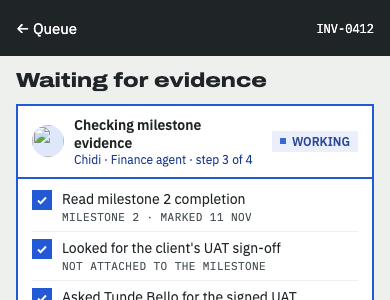 ← Queue
INV-0412
Waiting for evidence
Checking milestone
evidence
Chidi · Finance agent · step 3 of 4
WORKING
Read milestone 2 completion
MILESTONE 2 · MARKED 11 NOV
Looked for the client's UAT sign-off
NOT ATTACHED TO THE MILESTONE
Asked Tunde Bello for the signed UAT